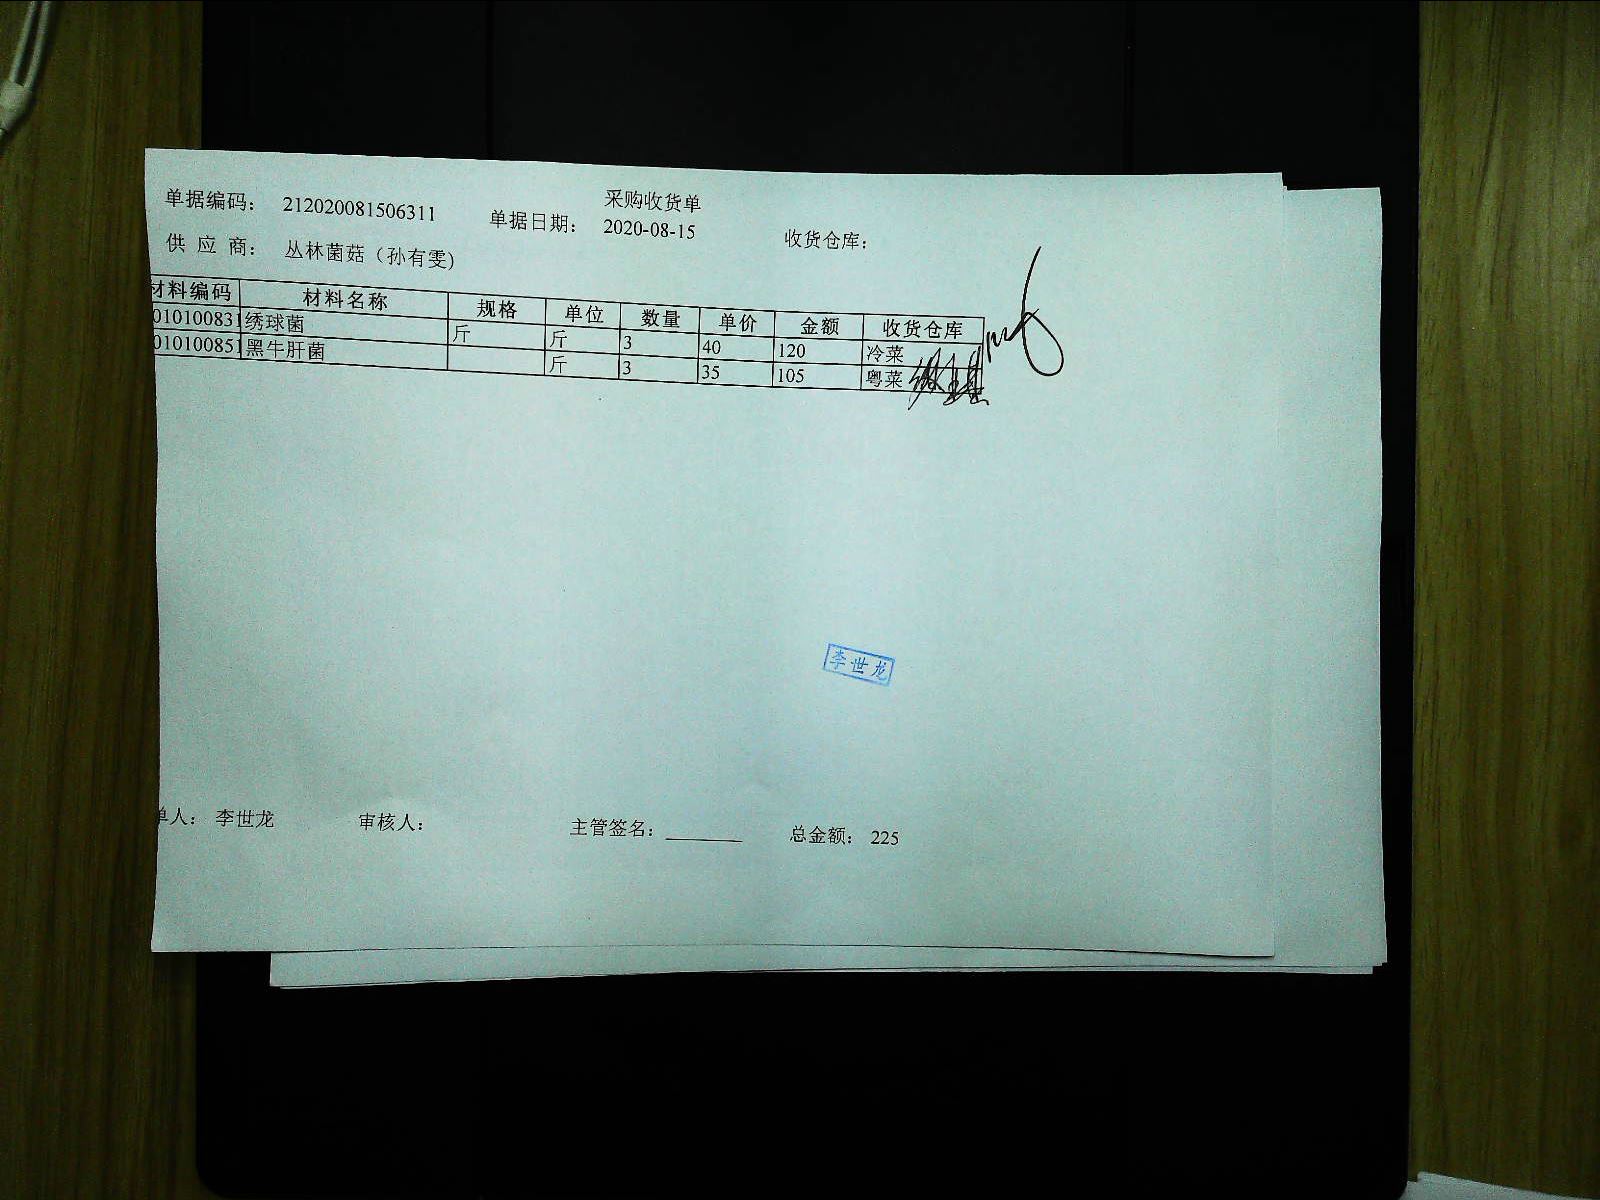 采购收货单
单据编码： 212020081506311 单据日期： 2020-08-15 收货仓库：
供 应 商： 丛林菌菇（孙有雯)
材料编码 材料名称 规格 单位 数量 单价 金额 收货仓库
010100831 绣球菌 斤 斤 3 40 120 冷菜
010100851 黑牛肝菌 斤 3 35 105 粤菜
李世龙
单人： 李世龙 审核人： 主管签名：________ 总金额： 225